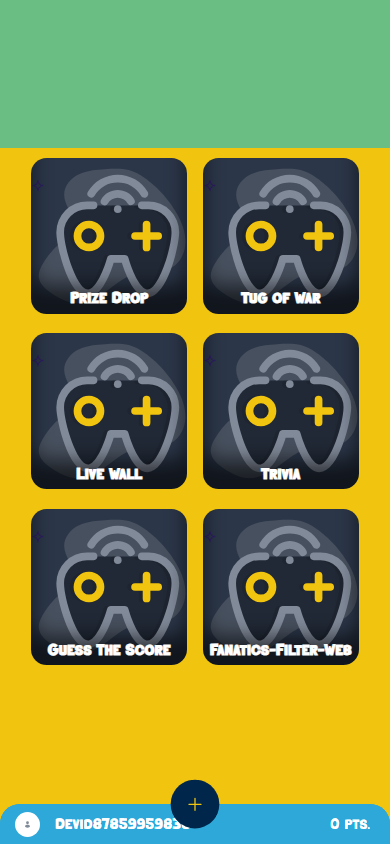 Prize Drop
Tug of War
Live Wall
Trivia
Guess The Score
Fanatics-Filter-Web
0 pts.